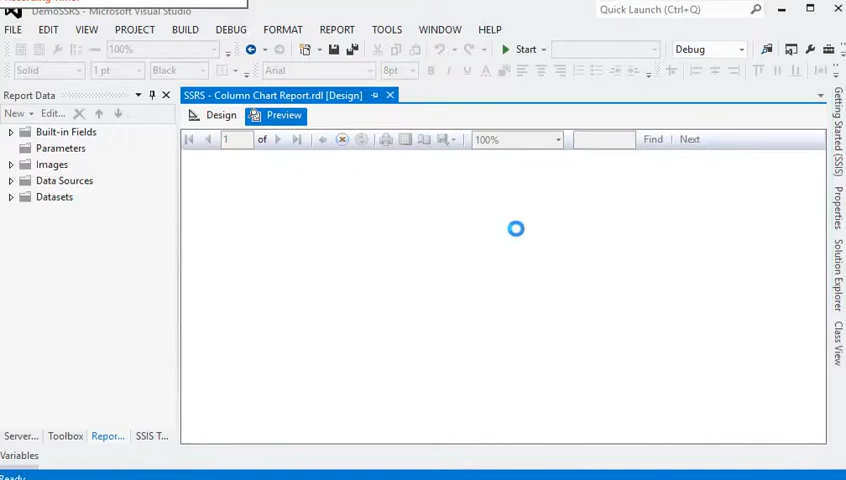 DemoSSRS - Microsoft Visual Studio
Quick Launch (Ctrl+Q)
FILE EDIT VIEW PROJECT BUILD DEBUG FORMAT REPORT TOOLS WINDOW HELP
100% Start Debug
Solid 1 pt Black Arial 8pt B I U A
Report Data
SSRS - Column Chart Report.rdl [Design]
New Edit...
Design Preview
Built-in Fields
Parameters
Images
Data Sources
Datasets
1 of 100% Find Next
Getting Started (SSIS)
Properties
Solution Explorer
Class View
Server... Toolbox Repor... SSIS T...
Variables
Ready